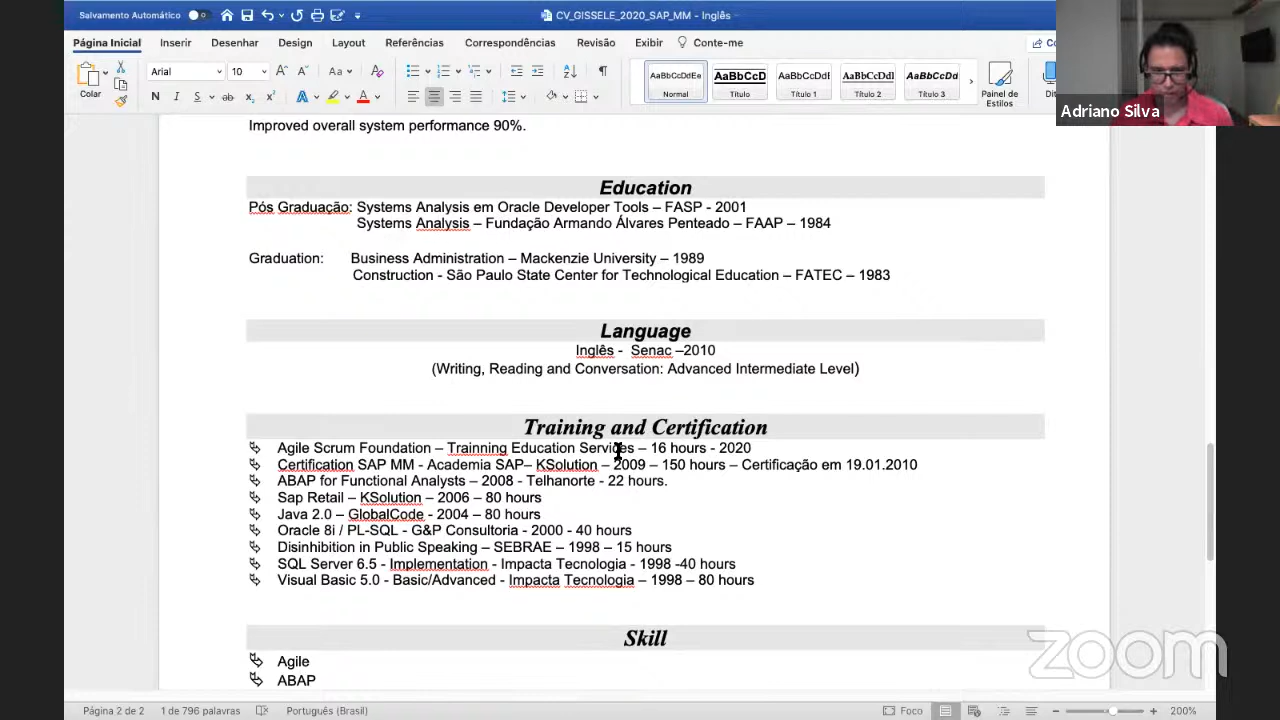 Salvamento Automático
CV_GISSELE_2020_SAP_MM - Inglês
Página Inicial Inserir Desenhar Design Layout Referências Correspondências Revisão Exibir Conte-me Co
Colar
Arial 10
AaBbCcDdEe AaBbCcD AaBbCcDdI AaBbCcDdI AaBbCcDdEe
Normal Título Título 1 Título 2 Título 3
Painel de Estilos
Dit
Adriano Silva
Improved overall system performance 90%.
Education
Pós Graduação: Systems Analysis em Oracle Developer Tools – FASP - 2001
Systems Analysis – Fundação Armando Álvares Penteado – FAAP – 1984
Graduation: Business Administration – Mackenzie University – 1989
Construction - São Paulo State Center for Technological Education – FATEC – 1983
Language
Inglês - Senac –2010
(Writing, Reading and Conversation: Advanced Intermediate Level)
Training and Certification
Agile Scrum Foundation – Trainning Education Services – 16 hours - 2020
Certification SAP MM - Academia SAP– KSolution – 2009 – 150 hours – Certificação em 19.01.2010
ABAP for Functional Analysts – 2008 - Telhanorte - 22 hours.
Sap Retail – KSolution – 2006 – 80 hours
Java 2.0 – GlobalCode - 2004 – 80 hours
Oracle 8i / PL-SQL - G&P Consultoria - 2000 - 40 hours
Disinhibition in Public Speaking – SEBRAE – 1998 – 15 hours
SQL Server 6.5 - Implementation - Impacta Tecnologia - 1998 -40 hours
Visual Basic 5.0 - Basic/Advanced - Impacta Tecnologia – 1998 – 80 hours
Skill
Agile
ABAP
zoom
Página 2 de 2 1 de 796 palavras Português (Brasil) Foco 200%